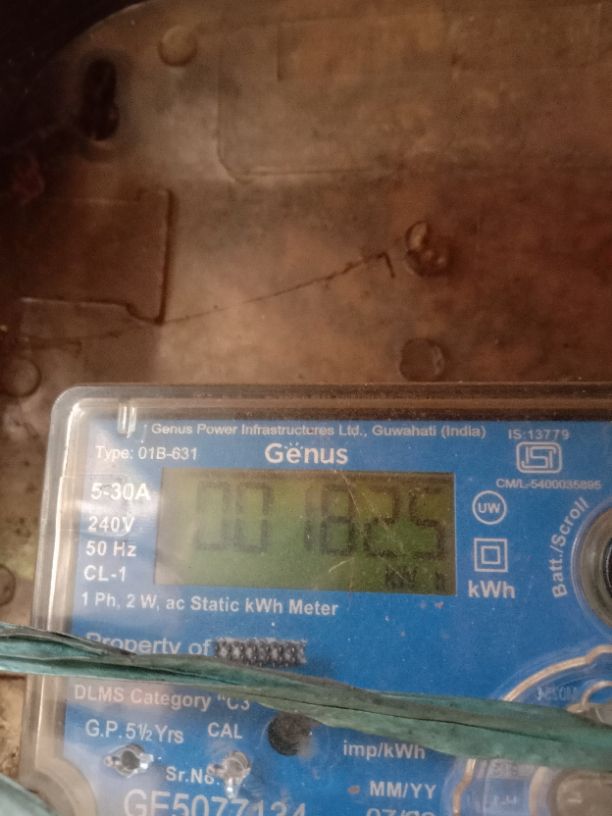 Genus Power Infrastructures Ltd., Guwahati (India)
IS:13779
Type: 01B-631
Genus
CM/L-5400035895
5-30A
001825
UW
240V
50 Hz
CL-1
kWh
Batt./Scroll
1 Ph, 2 W, ac Static kWh Meter
Property of
DLMS Category "C3
G.P. 5½ Yrs
CAL
imp/kWh
Sr.No.
MM/YY
GE5077134